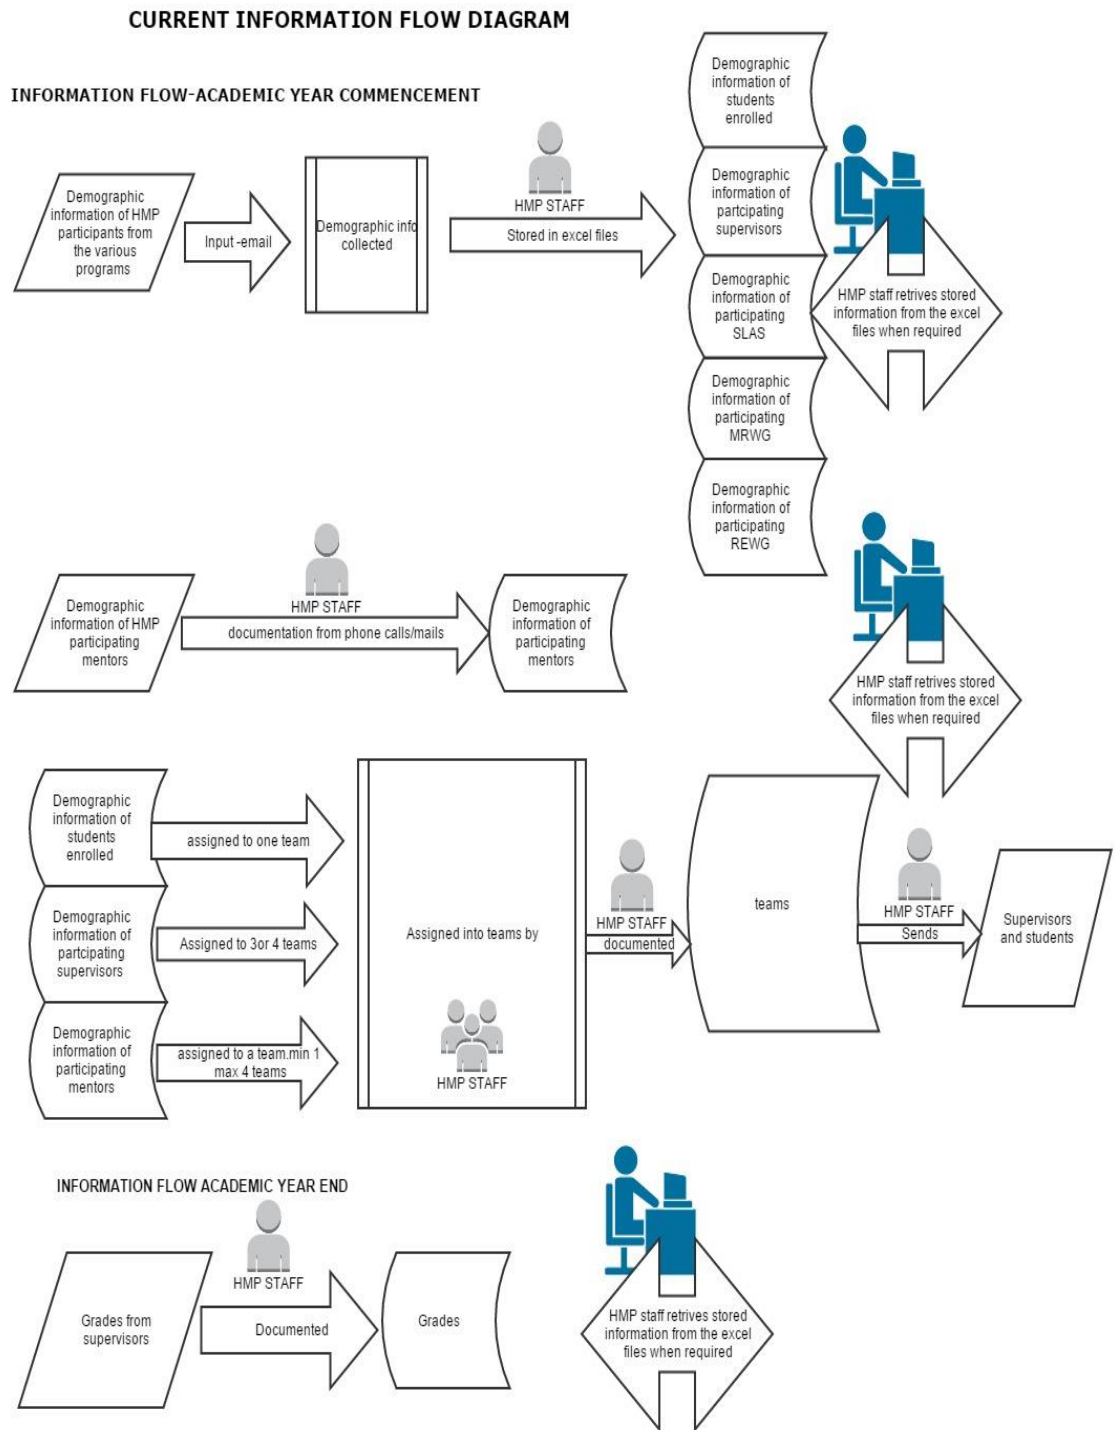 CURRENT INFORMATION FLOW DIAGRAM
INFORMATION FLOW-ACADEMIC YEAR COMMENCEMENT
Demographic
information of HMP
participants from
the various
programs
Input -email
Demographic info
collected
HMP STAFF
Stored in excel files
Demographic
information of
students
enrolled
Demographic
information of
partcipating
supervisors
Demographic
information of
participating
SLAS
Demographic
information of
participating
MRWG
Demographic
information of
participating
REWG
HMP staff retrives stored
information from the excel
files when required
Demographic
information of HMP
participating
mentors
HMP STAFF
documentation from phone calls/mails
Demographic
information of
participating
mentors
HMP staff retrives stored
information from the excel
files when required
Demographic
information of
students
enrolled
assigned to one team
Demographic
information of
partcipating
supervisors
Assigned to 3or 4 teams
Demographic
information of
participating
mentors
assigned to a team.min 1
max 4 teams
Assigned into teams by
HMP STAFF
HMP STAFF
documented
teams
HMP STAFF
Sends
Supervisors
and students
INFORMATION FLOW ACADEMIC YEAR END
Grades from
supervisors
HMP STAFF
Documented
Grades
HMP staff retrives stored
information from the excel
files when required